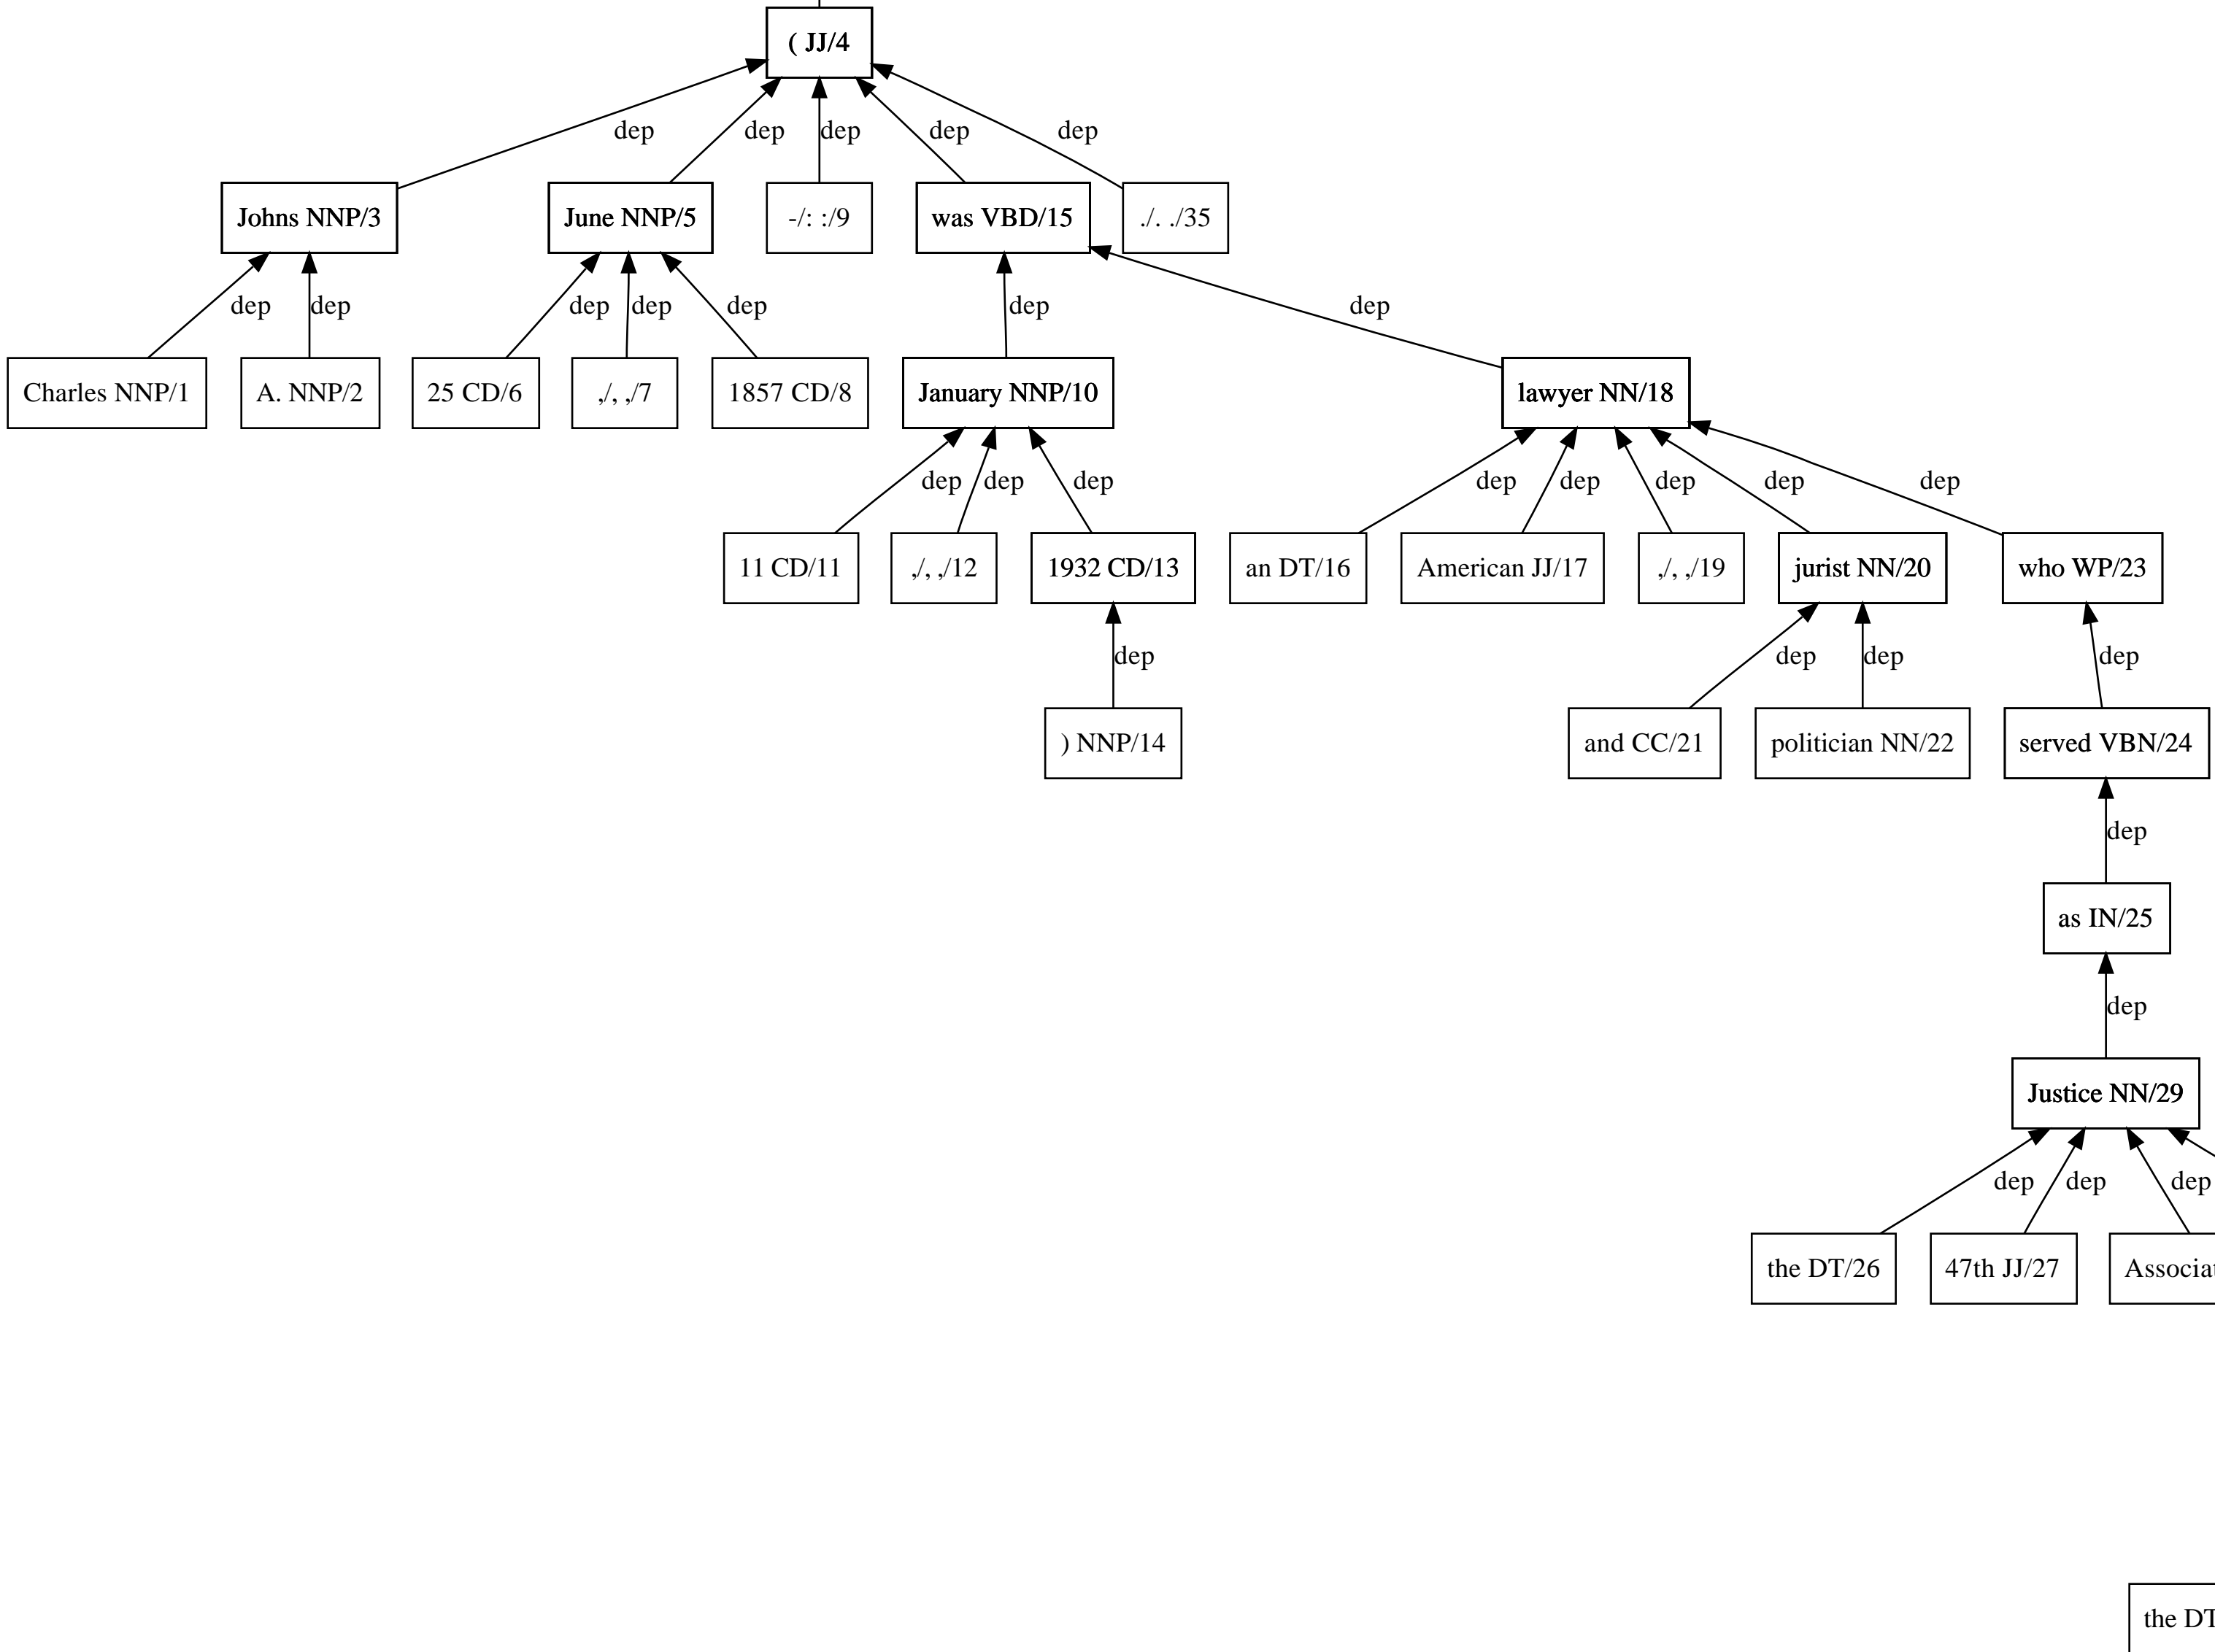 ( JJ/4
dep dep dep dep dep
Johns NNP/3 June NNP/5 -/: :/9 was VBD/15 ./. ./35
dep dep dep dep dep dep dep
Charles NNP/1 A. NNP/2 25 CD/6 ,/, ,/7 1857 CD/8 January NNP/10 lawyer NN/18
dep dep dep dep dep dep dep dep
11 CD/11 ,/, ,/12 1932 CD/13 an DT/16 American JJ/17 ,/, ,/19 jurist NN/20 who WP/23
dep dep dep dep
) NNP/14 and CC/21 politician NN/22 served VBN/24
dep
as IN/25
dep
Justice NN/29
dep dep dep
the DT/26 47th JJ/27 Associat
the DT